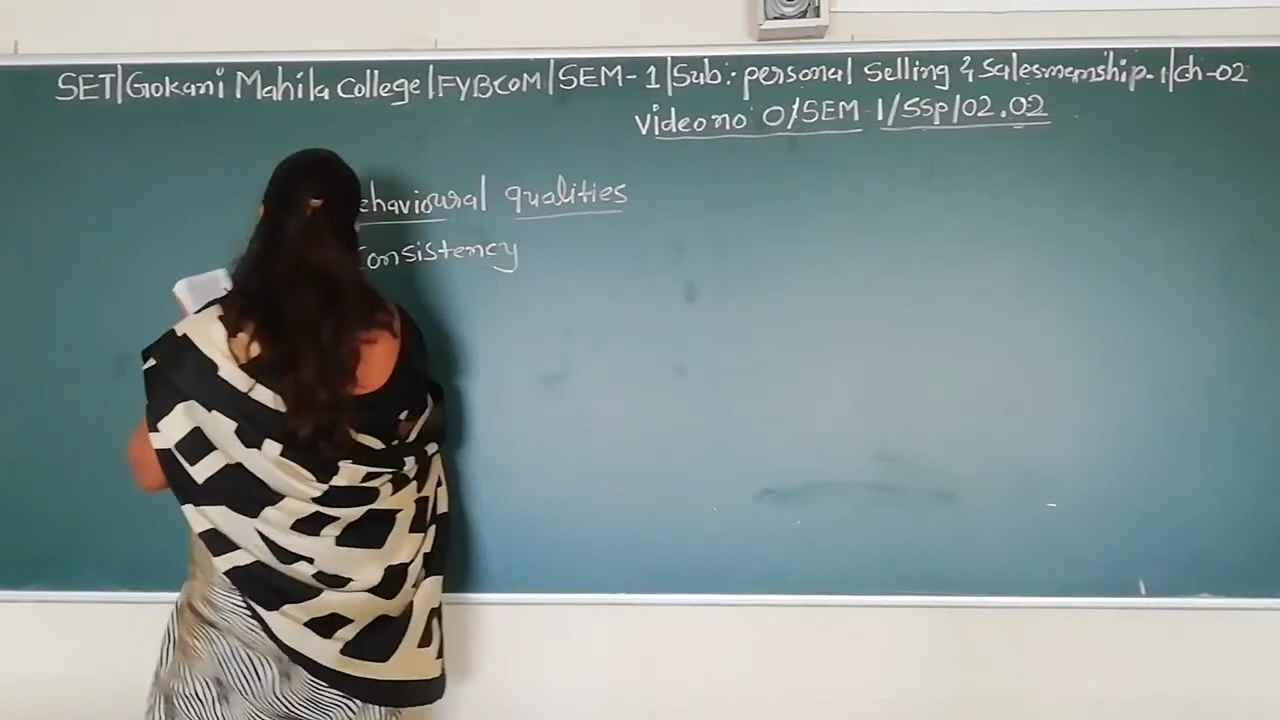 SET|Gokani Mahila College|FYBCOM|SEM-1|Sub: personal Selling & Salesmanship-1|ch-02
video no 01/SEM-1/SSP/02.02
ehavioural qualities
consistency